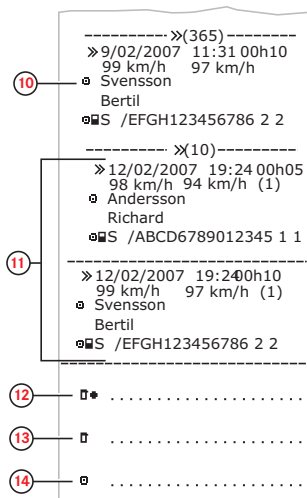 ---------- »(365)----------
»9/02/2007 11:31 00h10
99 km/h 97 km/h
10 Svensson
Bertil
S /EFGH123456786 2 2
---------- »(10)----------
»12/02/2007 19:24 00h05
98 km/h 94 km/h (1)
Andersson
Richard
S /ABCD6789012345 1 1
11
»12/02/2007 19:24 00h10
99 km/h 97 km/h (1)
Svensson
Bertil
S /EFGH123456786 2 2
12 ....................
13 ....................
14 ....................